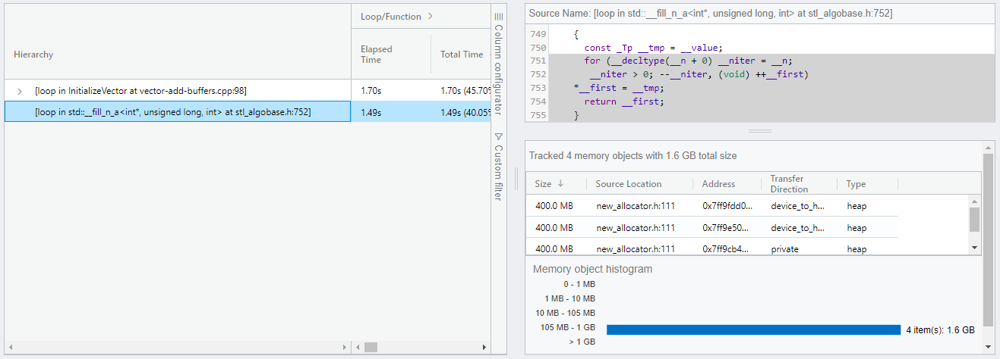 Hierarchy
Loop/Function >
Elapsed Time
Total Time
[loop in InitializeVector at vector-add-buffers.cpp:98]
1.70s
1.70s (45.70%
[loop in std::__fill_n_a<int*, unsigned long, int> at stl_algobase.h:752]
1.49s
1.49s (40.05%
Column configurator
Custom filter
Source Name: [loop in std::__fill_n_a<int*, unsigned long, int> at stl_algobase.h:752]
749 {
750 const _Tp __tmp = __value;
751 for (__decltype(__n + 0) __niter = __n;
752 __niter > 0; --__niter, (void) ++__first)
753 *__first = __tmp;
754 return __first;
755 }
Tracked 4 memory objects with 1.6 GB total size
Size ↓ Source Location Address Transfer Direction Type
400.0 MB new_allocator.h:111 0x7ff9fdd0... device_to_h... heap
400.0 MB new_allocator.h:111 0x7ff9e50... device_to_h... heap
400.0 MB new_allocator.h:111 0x7ff9cb4... private heap
Memory object histogram
0 - 1 MB
1 MB - 10 MB
10 MB - 105 MB
105 MB - 1 GB 4 item(s): 1.6 GB
> 1 GB